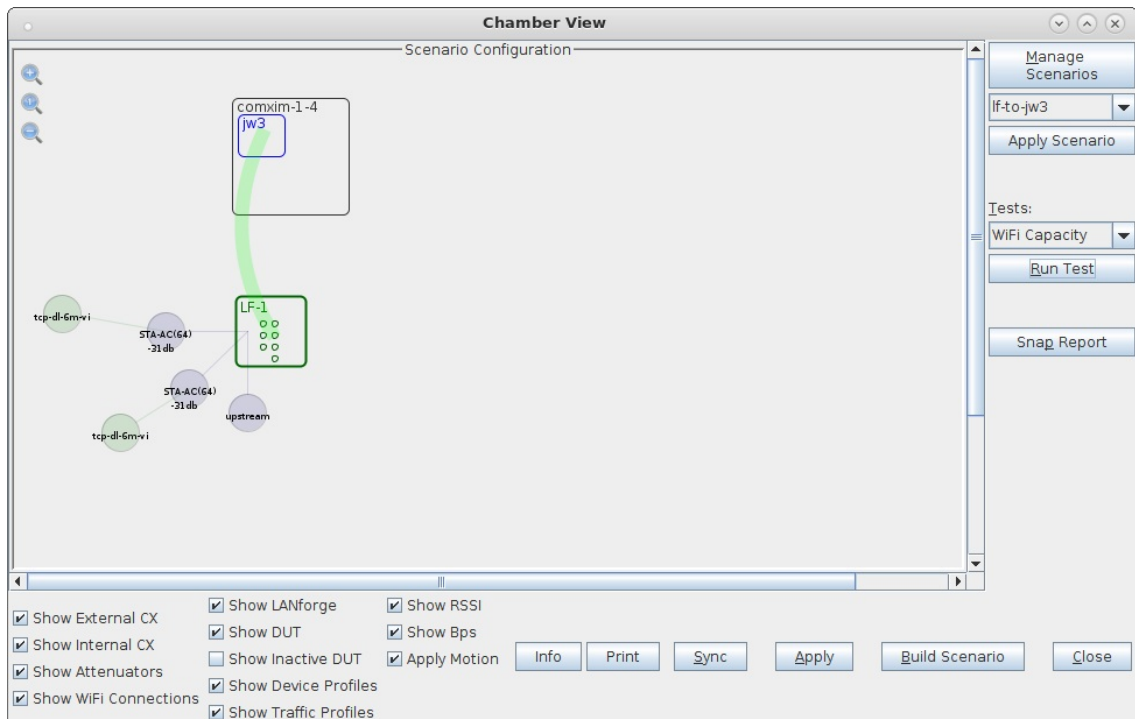 Chamber View
Scenario Configuration
Manage
Scenarios
lf-to-jw3
Apply Scenario
Tests:
WiFi Capacity
Run Test
Snap Report
comxim-1-4
jw3
LF-1
tcp-dl-6m-vi
STA-AC(64)
-31db
STA-AC(64)
-31db
upstream
tcp-dl-6m-vi
Show External CX
Show Internal CX
Show Attenuators
Show WiFi Connections
Show LANforge
Show DUT
Show Inactive DUT
Show Device Profiles
Show Traffic Profiles
Show RSSI
Show Bps
Apply Motion
Info
Print
Sync
Apply
Build Scenario
Close